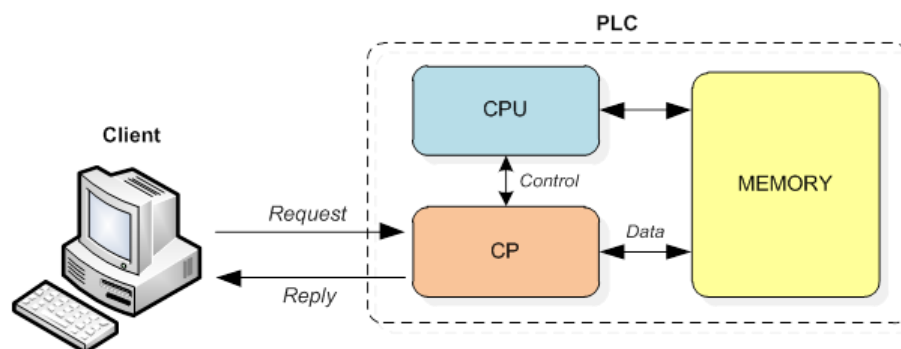 PLC
CPU
Client
Control
MEMORY
Request
Data
CP
Reply